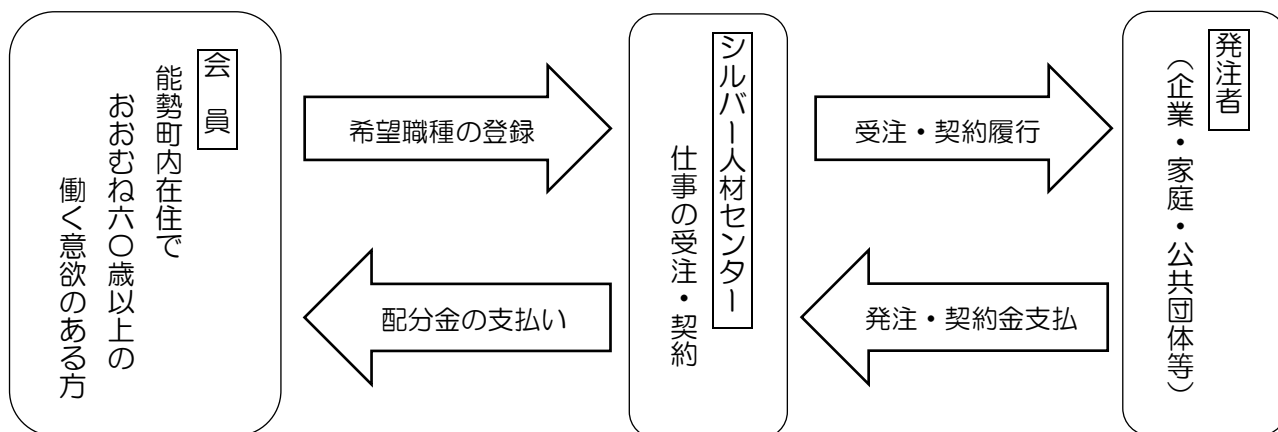 会員
能勢町内在住で
おおむね六〇歳以上の
働く意欲のある方
希望職種の登録
配分金の支払い
シルバー人材センター
仕事の受注・契約
受注・契約履行
発注・契約金支払
発注者
（企業・家庭・公共団体等）